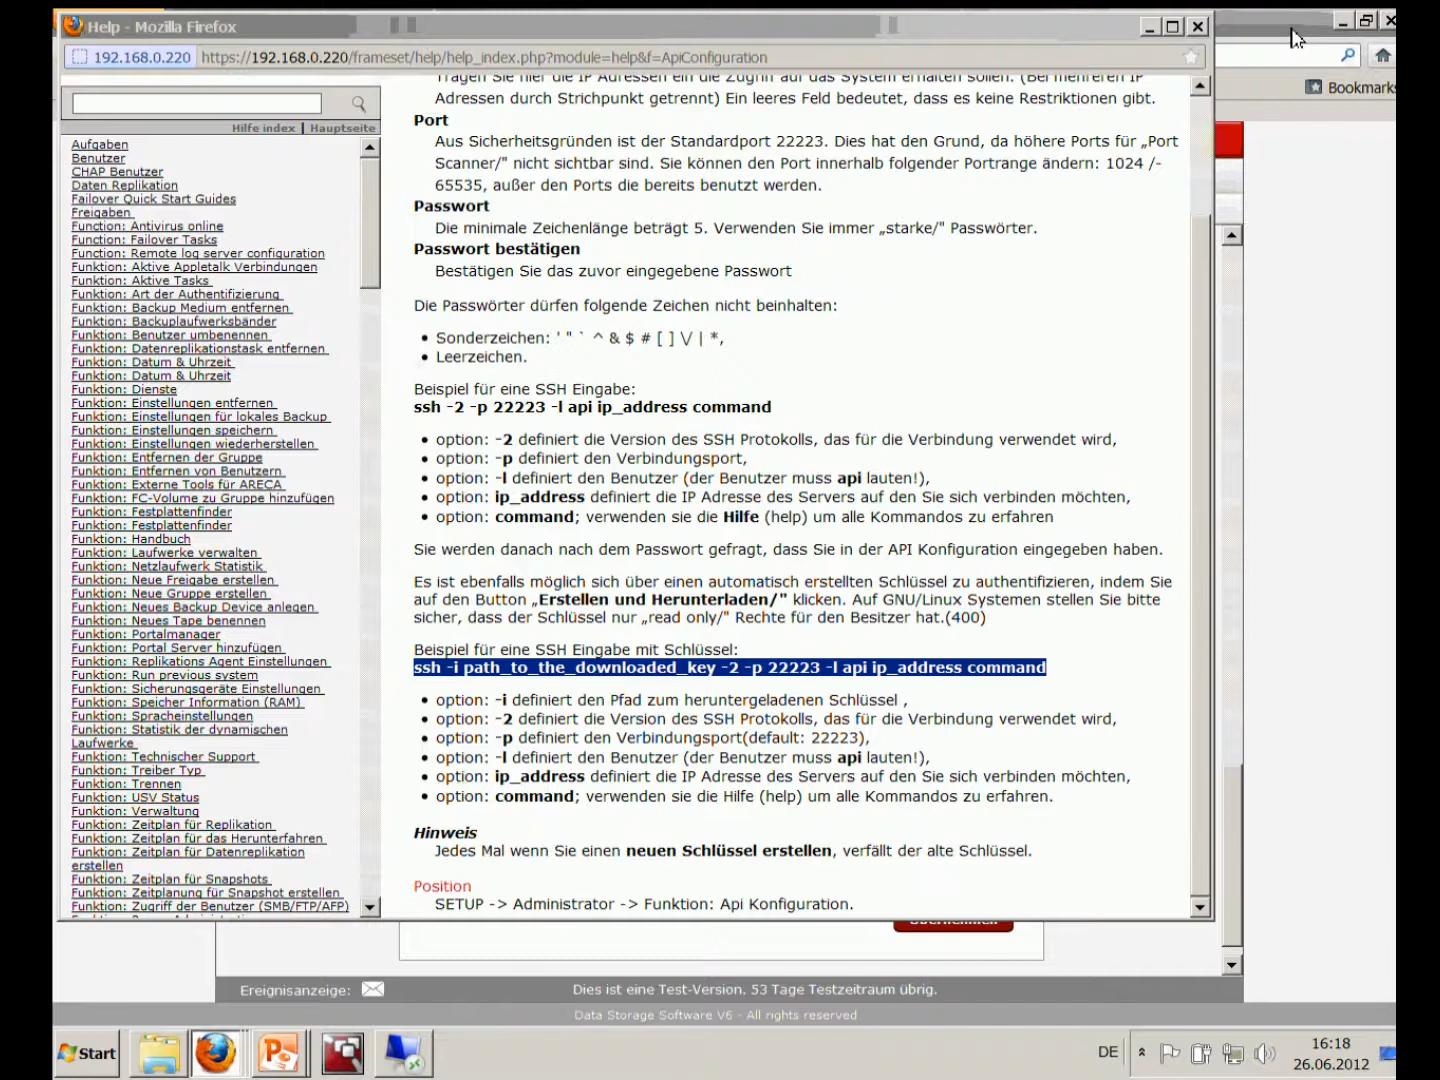 Help - Mozilla Firefox
192.168.0.220 https://192.168.0.220/frameset/help/help_index.php?module=help&f=ApiConfiguration
Bookmarks
Hilfe index | Hauptseite
Aufgaben
Benutzer
CHAP Benutzer
Daten Replikation
Failover Quick Start Guides
Freigaben
Function: Antivirus online
Function: Failover Tasks
Function: Remote log server configuration
Funktion: Aktive Appletalk Verbindungen
Funktion: Aktive Tasks
Funktion: Art der Authentifizierung
Funktion: Backup Medium entfernen
Funktion: Backuplaufwerksbänder
Funktion: Benutzer umbenennen
Funktion: Datenreplikationstask entfernen
Funktion: Datum & Uhrzeit
Funktion: Datum & Uhrzeit
Funktion: Dienste
Funktion: Einstellungen entfernen
Funktion: Einstellungen für lokales Backup
Funktion: Einstellungen speichern
Funktion: Einstellungen wiederherstellen
Funktion: Entfernen der Gruppe
Funktion: Entfernen von Benutzern
Funktion: Externe Tools für ARECA
Funktion: FC-Volume zu Gruppe hinzufügen
Funktion: Festplattenfinder
Funktion: Festplattenfinder
Funktion: Handbuch
Funktion: Laufwerke verwalten
Funktion: Netzlaufwerk Statistik
Funktion: Neue Freigabe erstellen
Funktion: Neue Gruppe erstellen
Funktion: Neues Backup Device anlegen
Funktion: Neues Tape benennen
Funktion: Portalmanager
Funktion: Portal Server hinzufügen
Funktion: Replikations Agent Einstellungen
Funktion: Run previous system
Funktion: Sicherungsgeräte Einstellungen
Funktion: Speicher Information (RAM)
Funktion: Spracheinstellungen
Funktion: Statistik der dynamischen
Laufwerke
Funktion: Technischer Support
Funktion: Treiber Typ
Funktion: Trennen
Funktion: USV Status
Funktion: Verwaltung
Funktion: Zeitplan für Replikation
Funktion: Zeitplan für das Herunterfahren
Funktion: Zeitplan für Datenreplikation
erstellen
Funktion: Zeitplan für Snapshots
Funktion: Zeitplanung für Snapshot erstellen
Funktion: Zugriff der Benutzer (SMB/FTP/AFP)
Tragen Sie hier die IP Adressen ein die Zugriff auf das System erhalten sollen. (Bei mehreren IP
Adressen durch Strichpunkt getrennt) Ein leeres Feld bedeutet, dass es keine Restriktionen gibt.
Port
Aus Sicherheitsgründen ist der Standardport 22223. Dies hat den Grund, da höhere Ports für „Port
Scanner/" nicht sichtbar sind. Sie können den Port innerhalb folgender Portrange ändern: 1024 /-
65535, außer den Ports die bereits benutzt werden.
Passwort
Die minimale Zeichenlänge beträgt 5. Verwenden Sie immer „starke/" Passwörter.
Passwort bestätigen
Bestätigen Sie das zuvor eingegebene Passwort
Die Passwörter dürfen folgende Zeichen nicht beinhalten:
• Sonderzeichen: ' " ` ^ & $ # [ ] \/ | *,
• Leerzeichen.
Beispiel für eine SSH Eingabe:
ssh -2 -p 22223 -l api ip_address command
• option: -2 definiert die Version des SSH Protokolls, das für die Verbindung verwendet wird,
• option: -p definiert den Verbindungsport,
• option: -l definiert den Benutzer (der Benutzer muss api lauten!),
• option: ip_address definiert die IP Adresse des Servers auf den Sie sich verbinden möchten,
• option: command; verwenden sie die Hilfe (help) um alle Kommandos zu erfahren
Sie werden danach nach dem Passwort gefragt, dass Sie in der API Konfiguration eingegeben haben.
Es ist ebenfalls möglich sich über einen automatisch erstellten Schlüssel zu authentifizieren, indem Sie
auf den Button „Erstellen und Herunterladen/" klicken. Auf GNU/Linux Systemen stellen Sie bitte
sicher, dass der Schlüssel nur „read only/" Rechte für den Besitzer hat.(400)
Beispiel für eine SSH Eingabe mit Schlüssel:
ssh -i path_to_the_downloaded_key -2 -p 22223 -l api ip_address command
• option: -i definiert den Pfad zum heruntergeladenen Schlüssel ,
• option: -2 definiert die Version des SSH Protokolls, das für die Verbindung verwendet wird,
• option: -p definiert den Verbindungsport(default: 22223),
• option: -l definiert den Benutzer (der Benutzer muss api lauten!),
• option: ip_address definiert die IP Adresse des Servers auf den Sie sich verbinden möchten,
• option: command; verwenden sie die Hilfe (help) um alle Kommandos zu erfahren.
Hinweis
Jedes Mal wenn Sie einen neuen Schlüssel erstellen, verfällt der alte Schlüssel.
Position
SETUP -> Administrator -> Funktion: Api Konfiguration.
Ereignisanzeige:
Dies ist eine Test-Version. 53 Tage Testzeitraum übrig.
Data Storage Software V6 - All rights reserved
Start
DE
16:18
26.06.2012